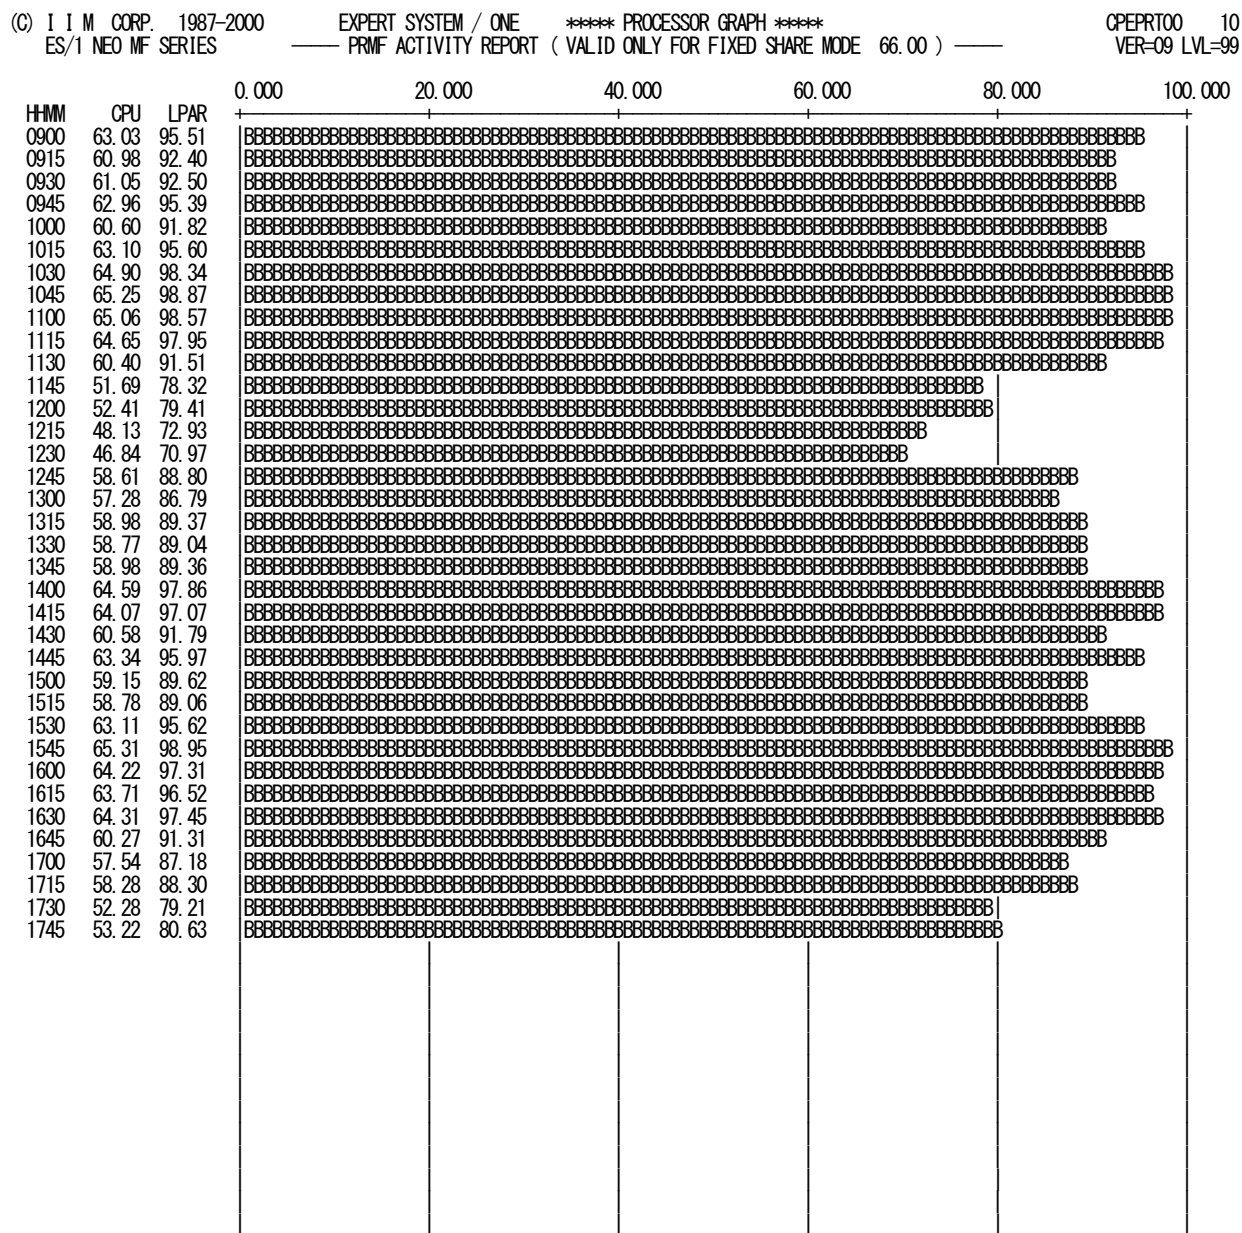 (C) I I M CORP. 1987-2000 EXPERT SYSTEM / ONE ***** PROCESSOR GRAPH ***** CPEPRT00 10
ES/1 NEO MF SERIES ----- PRMF ACTIVITY REPORT ( VALID ONLY FOR FIXED SHARE MODE 66.00 ) ----- VER=09 LVL=99
0.000 20.000 40.000 60.000 80.000 100.000
HHMM CPU LPAR
0900 63.03 95.51
0915 60.98 92.40
0930 61.05 92.50
0945 62.96 95.39
1000 60.60 91.82
1015 63.10 95.60
1030 64.90 98.34
1045 65.25 98.87
1100 65.06 98.57
1115 64.65 97.95
1130 60.40 91.51
1145 51.69 78.32
1200 52.41 79.41
1215 48.13 72.93
1230 46.84 70.97
1245 58.61 88.80
1300 57.28 86.79
1315 58.98 89.37
1330 58.77 89.04
1345 58.98 89.36
1400 64.59 97.86
1415 64.07 97.07
1430 60.58 91.79
1445 63.34 95.97
1500 59.15 89.62
1515 58.78 89.06
1530 63.11 95.62
1545 65.31 98.95
1600 64.22 97.31
1615 63.71 96.52
1630 64.31 97.45
1645 60.27 91.31
1700 57.54 87.18
1715 58.28 88.30
1730 52.28 79.21
1745 53.22 80.63